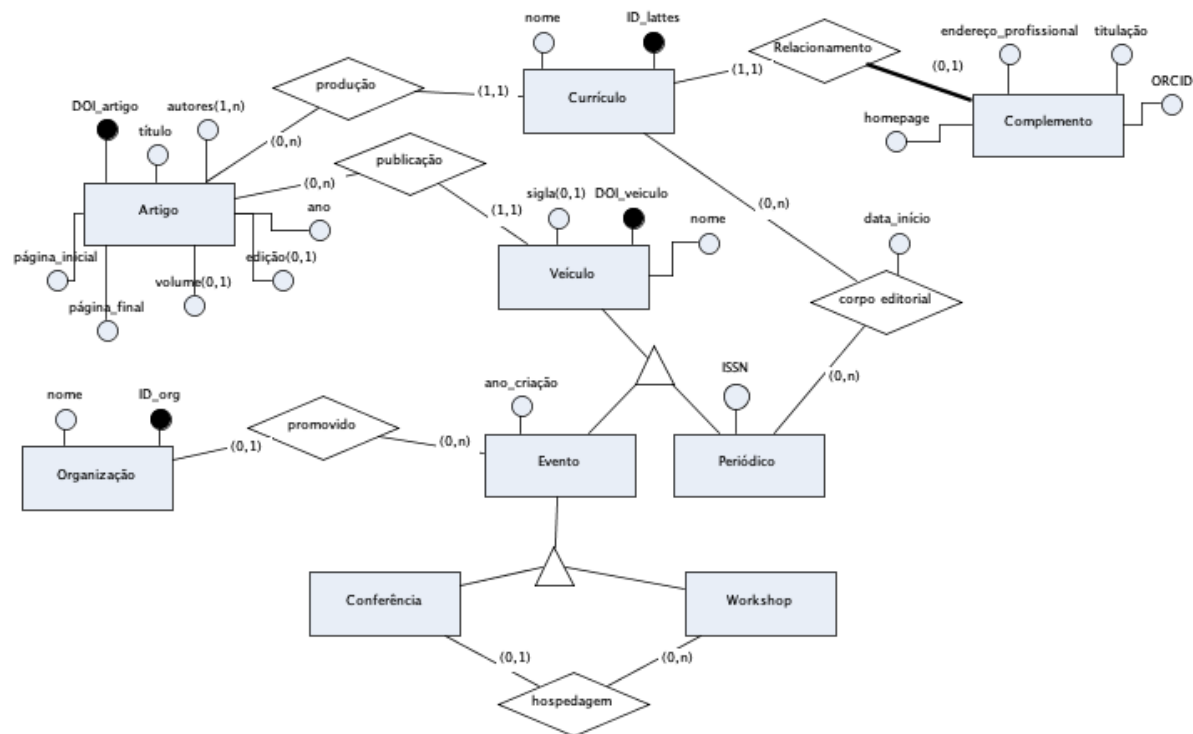 nome
ID_lattes
Relacionamento
endereço_profissional
titulação
(0,1)
(1,1)
ORCID
produção
(1,1)
Currículo
Complemento
homepage
DOI_artigo
autores(1,n)
título
(0,n)
publicação
(0,n)
Artigo
ano
(1,1)
sigla(0,1)
DOI_veiculo
nome
(0,n)
data_início
página_inicial
edição(0,1)
volume(0,1)
página_final
Veículo
corpo editorial
ISSN
(0,n)
nome
ID_org
ano_criação
promovido
(0,1)
(0,n)
Organização
Evento
Periódico
Conferência
Workshop
(0,1)
(0,n)
hospedagem